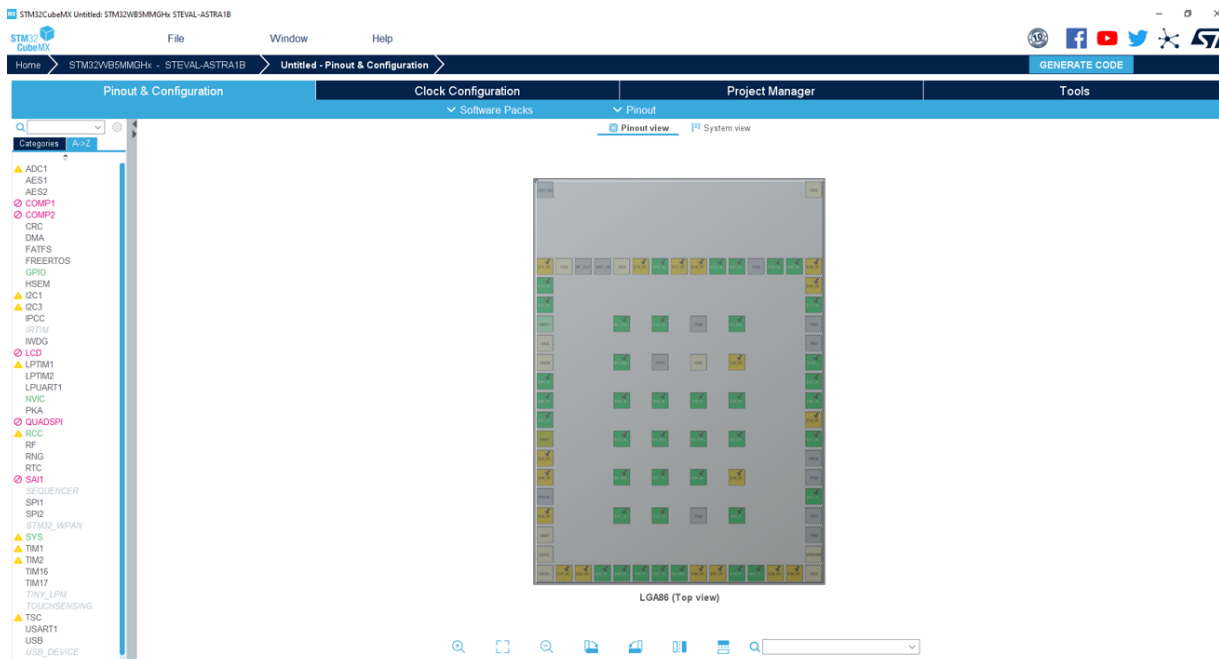 MX STM32CubeMX Untitled: STM32WB5MMGHx STEVAL-ASTRA1B
STM32 CubeMX
File Window Help
Home STM32WB5MMGHx - STEVAL-ASTRA1B Untitled - Pinout & Configuration GENERATE CODE
Pinout & Configuration Clock Configuration Project Manager Tools
Software Packs Pinout
Pinout view System view
Categories A->Z
ADC1
AES1
AES2
COMP1
COMP2
CRC
DMA
FATFS
FREERTOS
GPIO
HSEM
I2C1
I2C3
IPCC
IRTIM
IWDG
LCD
LPTIM1
LPTIM2
LPUART1
NVIC
PKA
QUADSPI
RCC
RF
RNG
RTC
SAI1
SEQUENCER
SPI1
SPI2
STM32_WPAN
SYS
TIM1
TIM2
TIM16
TIM17
TINY_LPM
TOUCHSENSING
TSC
USART1
USB
USB_DEVICE
LGA86 (Top view)